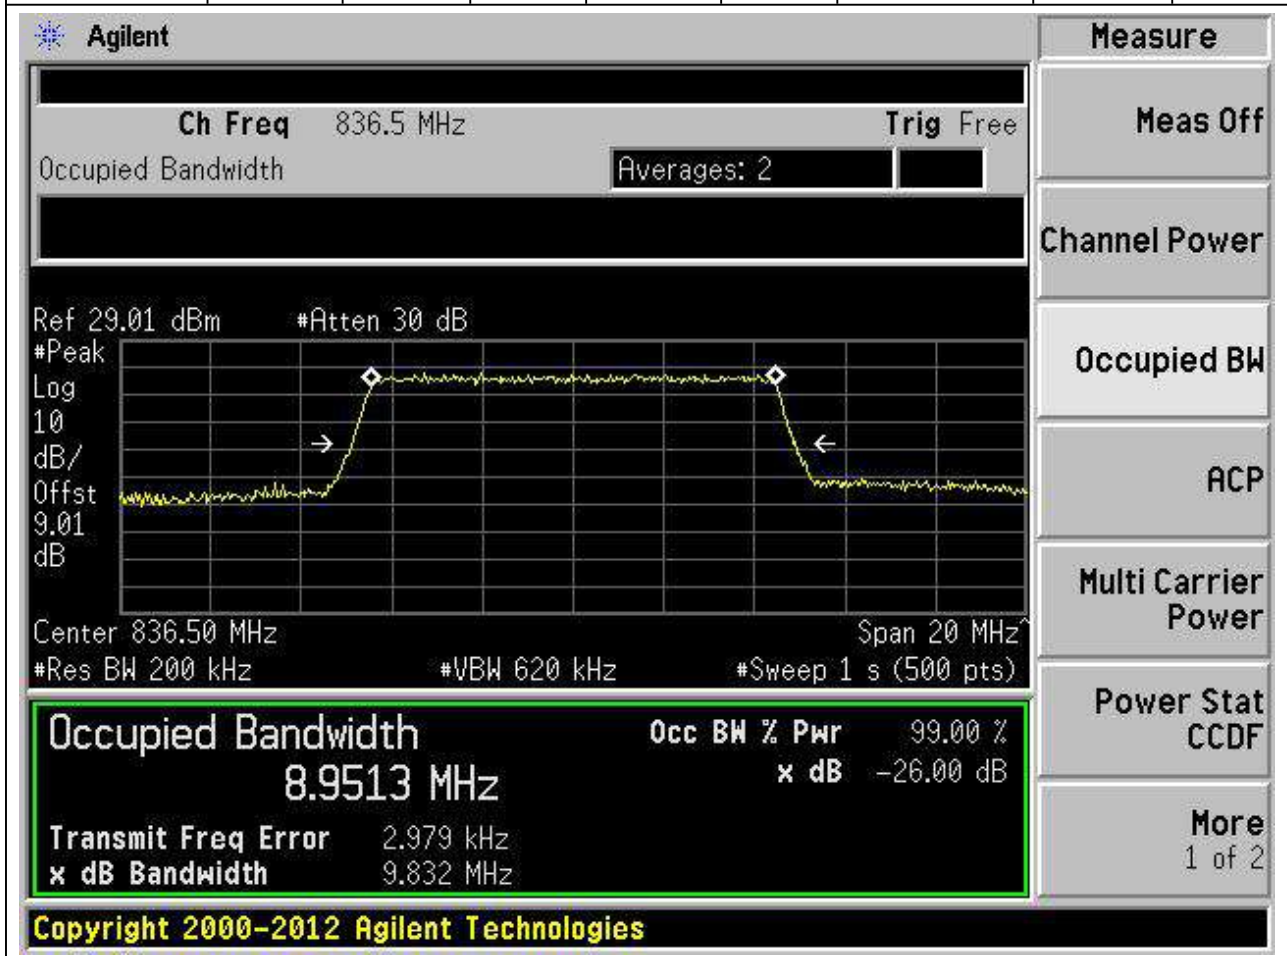 Agilent
Measure
Ch Freq 836.5 MHz Trig Free
Meas Off
Occupied Bandwidth Averages: 2
Channel Power
Ref 29.01 dBm #Atten 30 dB
#Peak
Log
10
dB/
Offst
9.01
dB
Occupied BW
ACP
Center 836.50 MHz Span 20 MHz^
#Res BW 200 kHz #VBW 620 kHz #Sweep 1 s (500 pts)
Multi Carrier
Power
Occupied Bandwidth Occ BW % Pwr 99.00 %
8.9513 MHz x dB -26.00 dB
Power Stat
CCDF
Transmit Freq Error 2.979 kHz
x dB Bandwidth 9.832 MHz
More
1 of 2
Copyright 2000-2012 Agilent Technologies